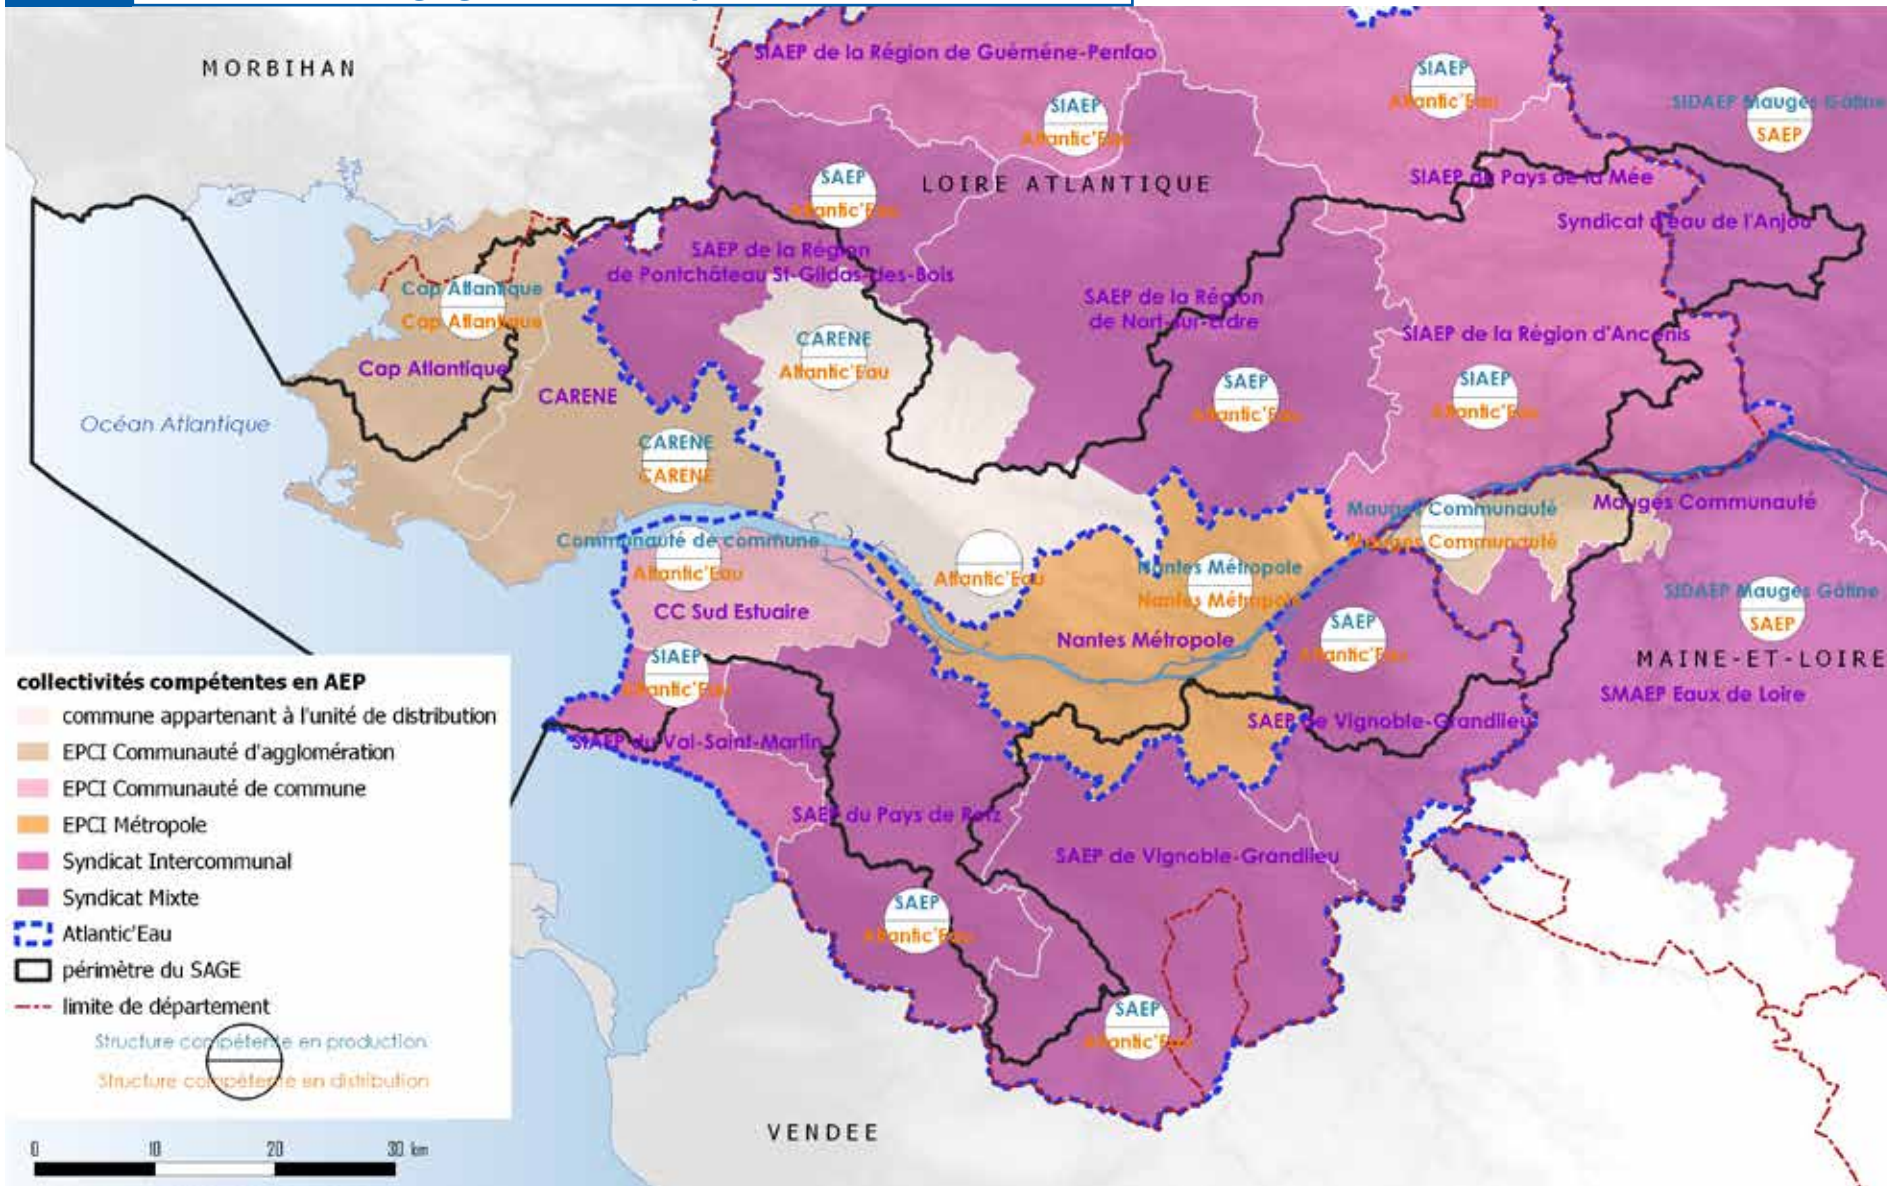 MORBIHAN
SIAEP de la Région de Guéméné-Penfao
SIAEP
Atlantic'Eau
SIAEP
Atlantic'Eau
SIDAEP Mauges Gâtine
SAEP
SAEP
Atlantic'Eau
LOIRE ATLANTIQUE
SIAEP du Pays de la Mée
Syndicat d'eau de l'Anjou
SAEP de la Région
de Pontchâteau St-Gildas-des-Bois
Cap Atlantique
Cap Atlantique
Cap Atlantique
CARENE
CARENE
Atlantic'Eau
SAEP de la Région
de Nort-sur-Erdre
SIAEP de la Région d'Ancenis
SAEP
Atlantic'Eau
SIAEP
Atlantic'Eau
Océan Atlantique
CARENE
CARENE
Mauges Communauté
Mauges Communauté
Mauges Communauté
Communauté de commune
Atlantic'Eau
CC Sud Estuaire
Atlantic'Eau
Nantes Métropole
Nantes Métropole
Nantes Métropole
SAEP
Atlantic'Eau
SIDAEP Mauges Gâtine
SAEP
MAINE-ET-LOIRE
SMAEP Eaux de Loire
SIAEP
Atlantic'Eau
SIAEP du Val-Saint-Martin
SAEP de Vignoble-Grandlieu
SAEP du Pays de Retz
SAEP de Vignoble-Grandlieu
SAEP
Atlantic'Eau
SAEP
Atlantic'Eau
VENDEE
collectivités compétentes en AEP
commune appartenant à l'unité de distribution
EPCI Communauté d'agglomération
EPCI Communauté de commune
EPCI Métropole
Syndicat Intercommunal
Syndicat Mixte
Atlantic'Eau
périmètre du SAGE
limite de département
Structure compétente en production
Structure compétente en distribution
0 10 20 30 km